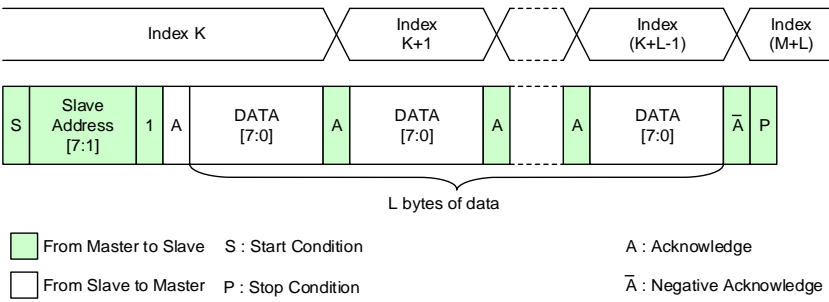 Index K
Index
K+1
Index
(K+L-1)
Index
(M+L)
S
Slave
Address
[7:1]
1
A
DATA
[7:0]
A
DATA
[7:0]
A
A
DATA
[7:0]
A̅
P
L bytes of data
From Master to Slave
S : Start Condition
A : Acknowledge
From Slave to Master
P : Stop Condition
A̅ : Negative Acknowledge